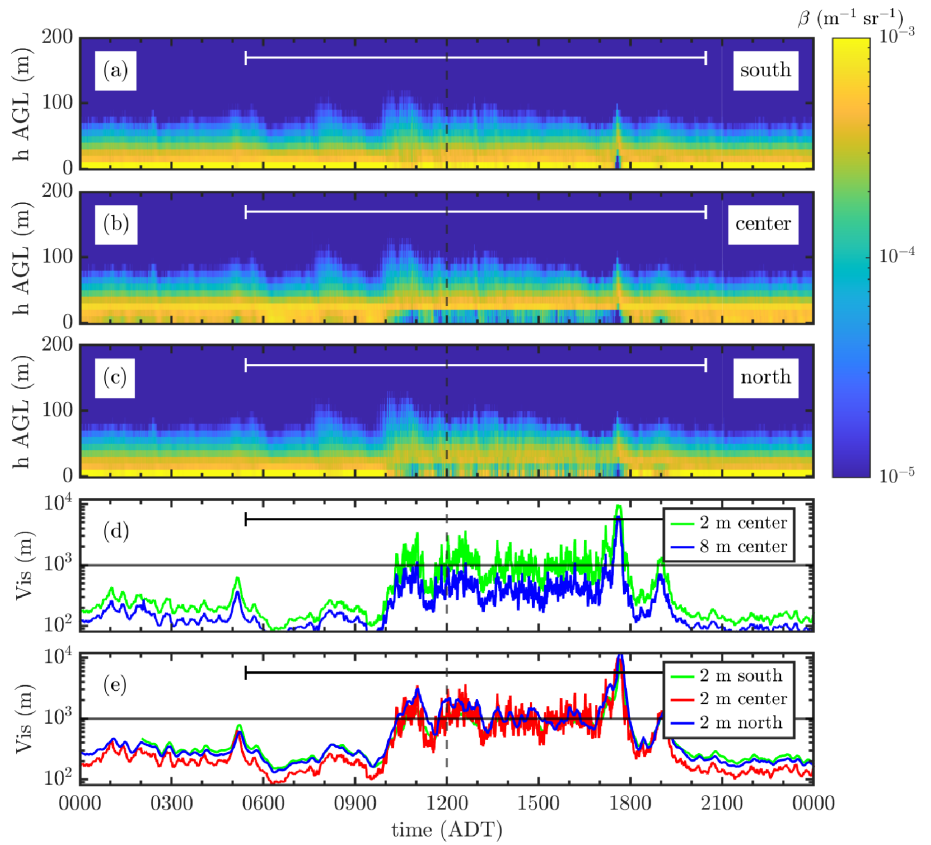 β (m⁻¹ sr⁻¹)
10⁻³
10⁻⁴
10⁻⁵
200
100
0
h AGL (m)
(a)
south
200
100
0
h AGL (m)
(b)
center
200
100
0
h AGL (m)
(c)
north
10⁴
10³
10²
Vis (m)
(d)
2 m center
8 m center
10⁴
10³
10²
Vis (m)
(e)
2 m south
2 m center
2 m north
0000 0300 0600 0900 1200 1500 1800 2100 0000
time (ADT)